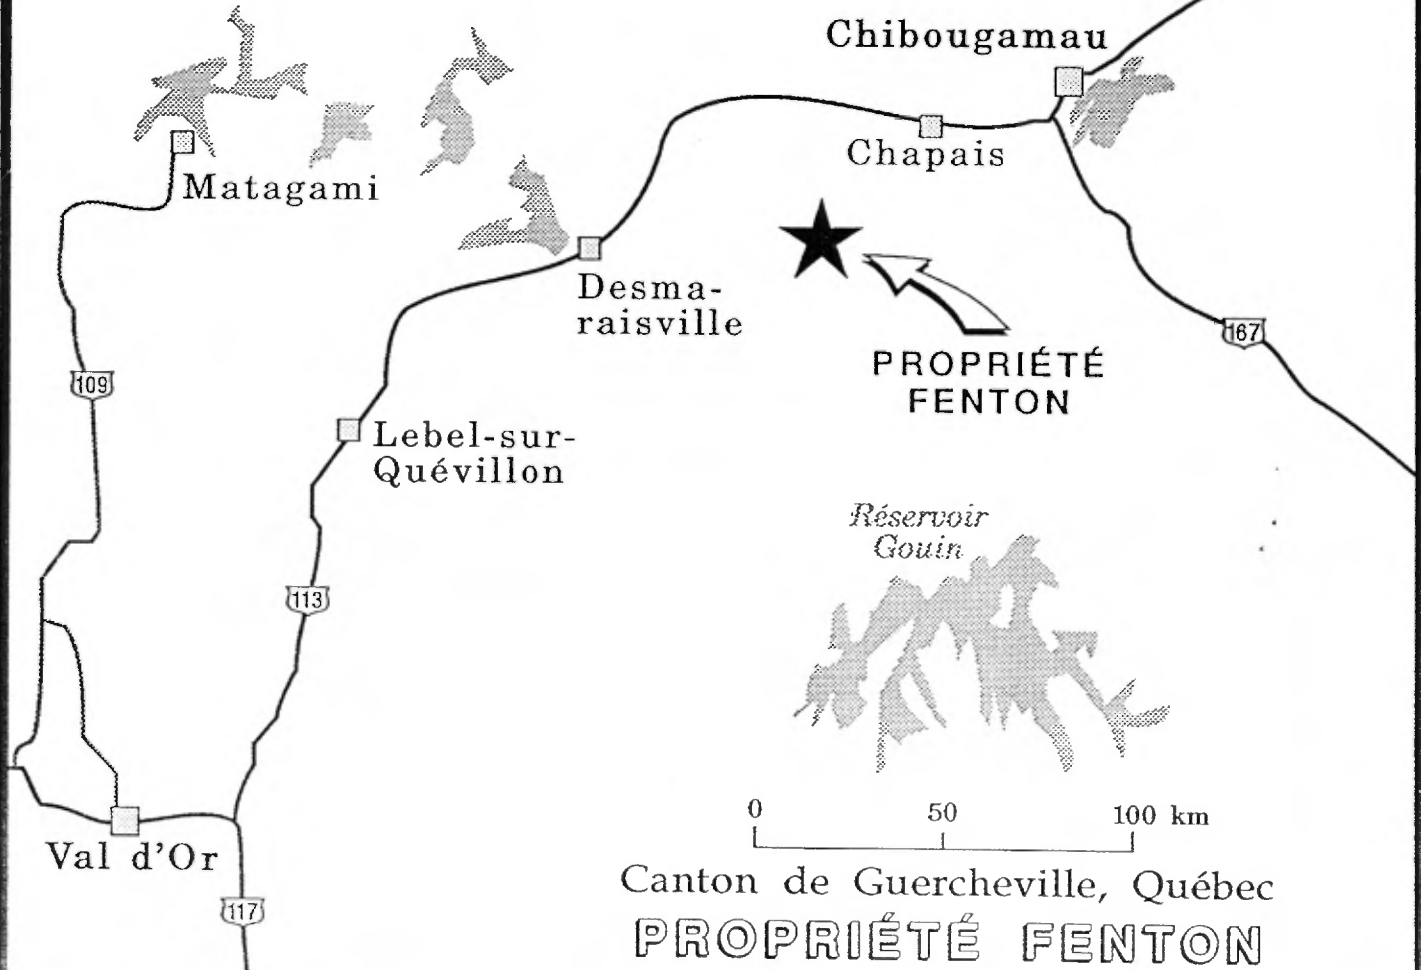 Chibougamau
Chapais
Matagami
Desma-
raisville
167
PROPRIÉTÉ
FENTON
109
Lebel-sur-
Quévillon
Réservoir
Gouin
113
0 50 100 km
Val d'Or
Canton de Guercheville, Québec
117
PROPRIÉTÉ FENTON